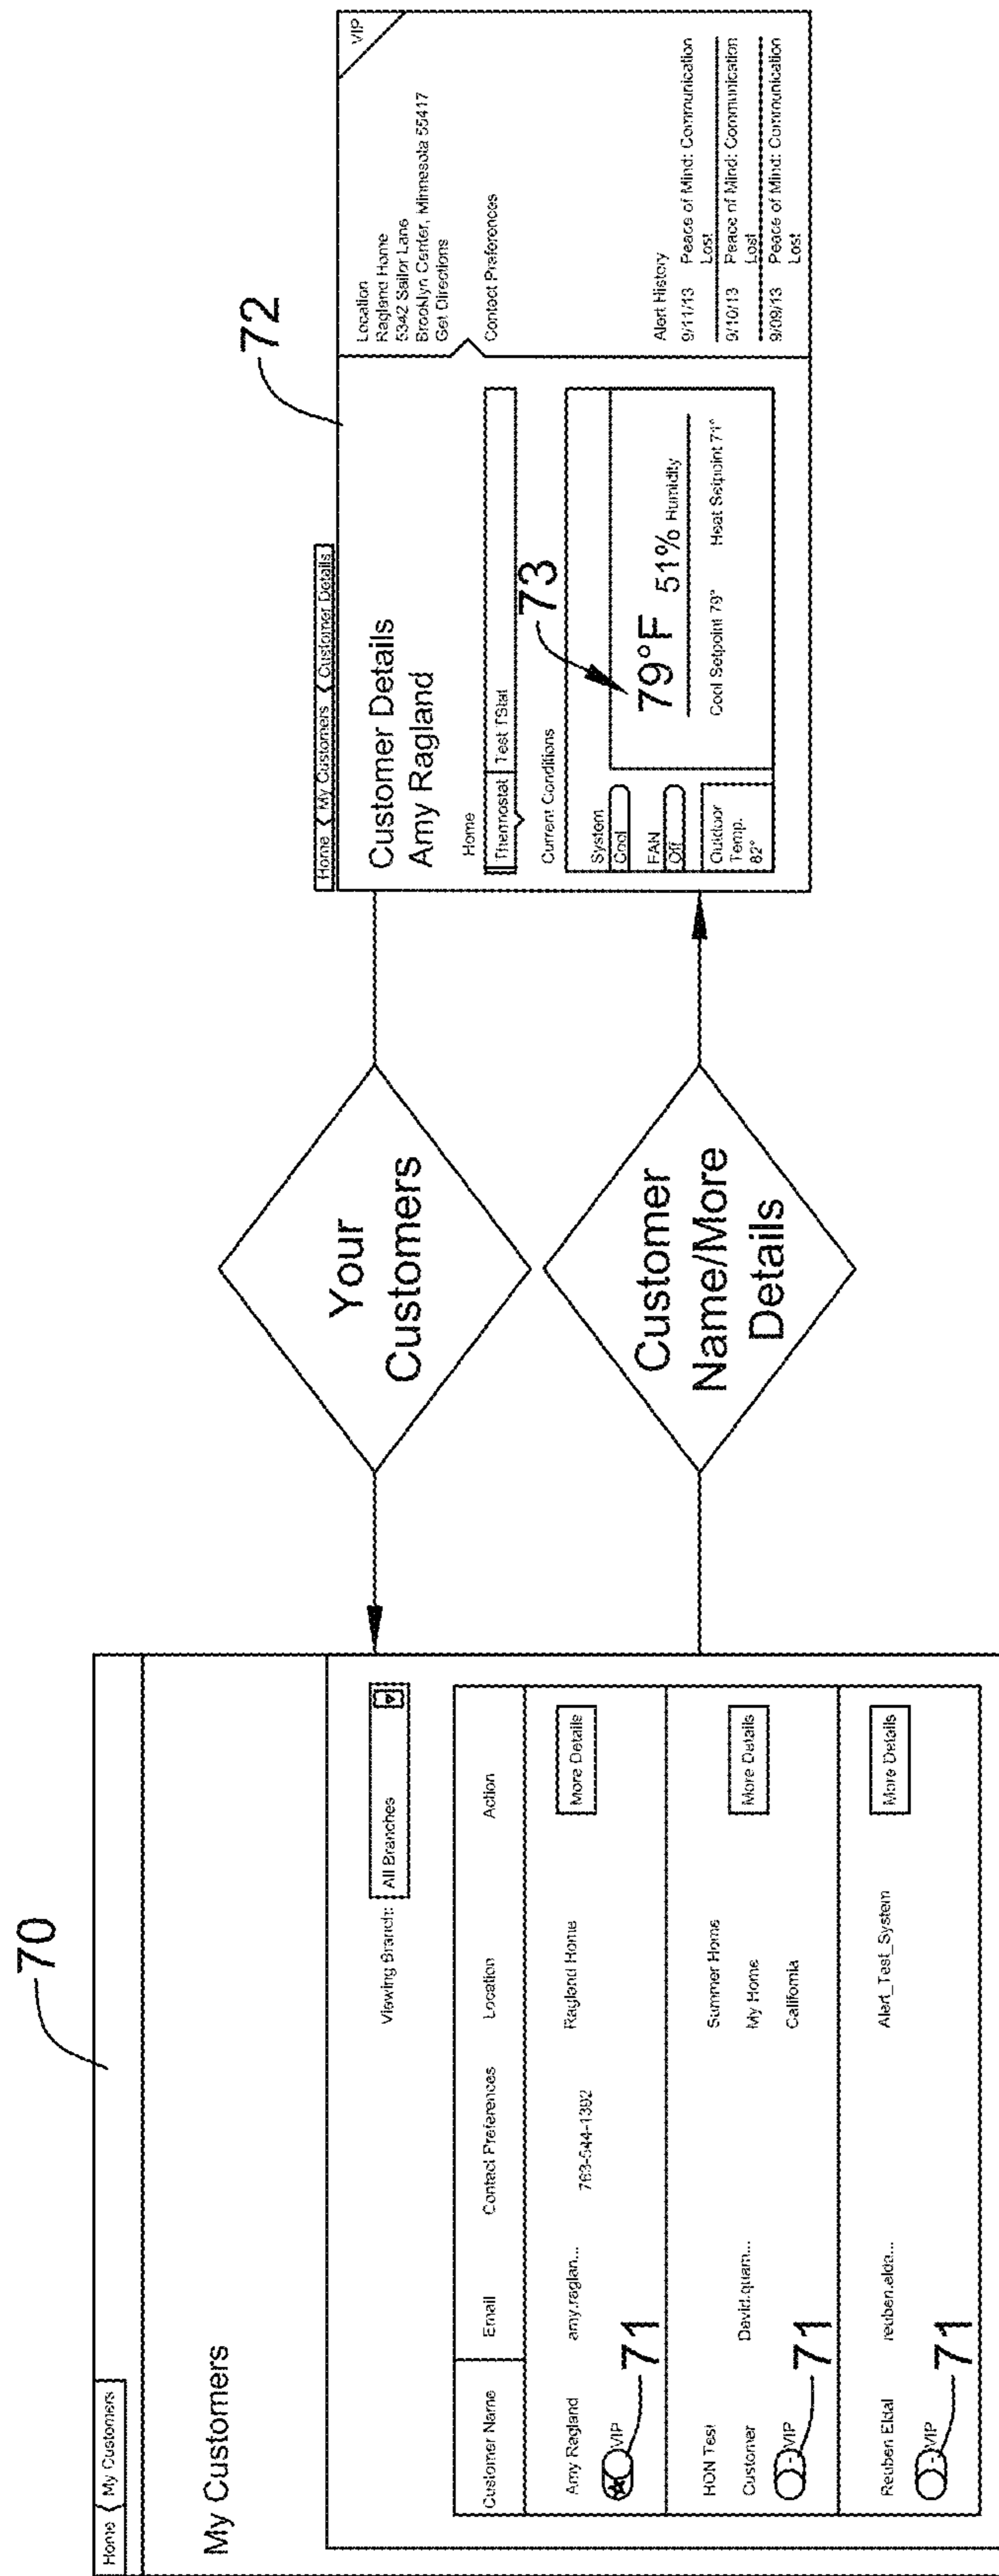 70
Home My Customers
My Customers
Viewing Branch: All Branches
Customer Name Email Contact Preferences Location Action
Amy Ragland amy.raglan... 763-544-1392 Ragland Home More Details
VIP
71
HON Test
Customer David.quam... Summer Home
My Home
California More Details
VIP
71
Reuben Eldal reuben.elda... Alert_Test_System More Details
VIP
71
Your
Customers
Customer
Name/More
Details
72
Home My Customers Customer Details
Customer Details
Amy Ragland
Home
Thermostat Test TStat
Current Conditions
73
System
Cool
FAN
Off
Outdoor
Temp.
82°
79°F 51% Humidity
Cool Setpoint 79° Heat Setpoint 71°
VIP
Location
Ragland Home
5342 Sailor Lane
Brooklyn Center, Minnesota 55417
Get Directions
Contact Preferences
Alert History
9/11/13 Peace of Mind: Communication
Lost
9/10/13 Peace of Mind: Communication
Lost
9/09/13 Peace of Mind: Communication
Lost